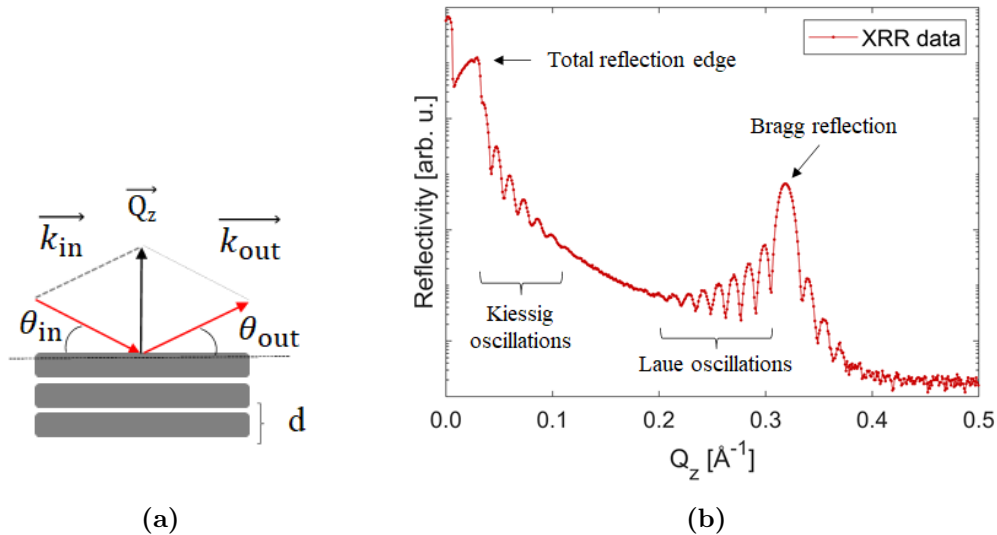 Q_z
k_in
k_out
θ_in
θ_out
d
(a)
XRR data
Total reflection edge
Bragg reflection
Kiessig
oscillations
Laue oscillations
Reflectivity [arb. u.]
0.0 0.1 0.2 0.3 0.4 0.5
Q_z [Å⁻¹]
(b)